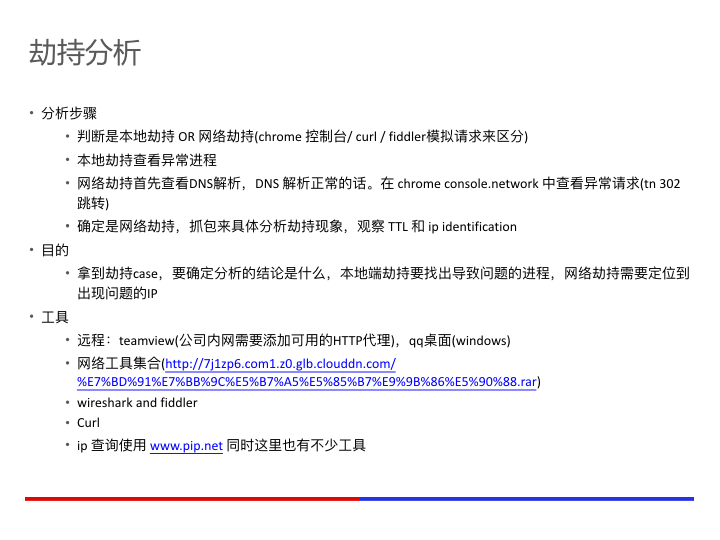 劫持分析
• 分析步骤
• 判断是本地劫持 OR 网络劫持(chrome 控制台/ curl / fiddler模拟请求来区分)
• 本地劫持查看异常进程
• 网络劫持首先查看DNS解析，DNS 解析正常的话。在 chrome console.network 中查看异常请求(tn 302
跳转)
• 确定是网络劫持，抓包来具体分析劫持现象，观察 TTL 和 ip identification
• 目的
• 拿到劫持case，要确定分析的结论是什么，本地端劫持要找出导致问题的进程，网络劫持需要定位到
出现问题的IP
• 工具
• 远程：teamview(公司内网需要添加可用的HTTP代理)，qq桌面(windows)
• 网络工具集合(http://7j1zp6.com1.z0.glb.clouddn.com/
%E7%BD%91%E7%BB%9C%E5%B7%A5%E5%85%B7%E9%9B%86%E5%90%88.rar)
• wireshark and fiddler
• Curl
• ip 查询使用 www.pip.net 同时这里也有不少工具